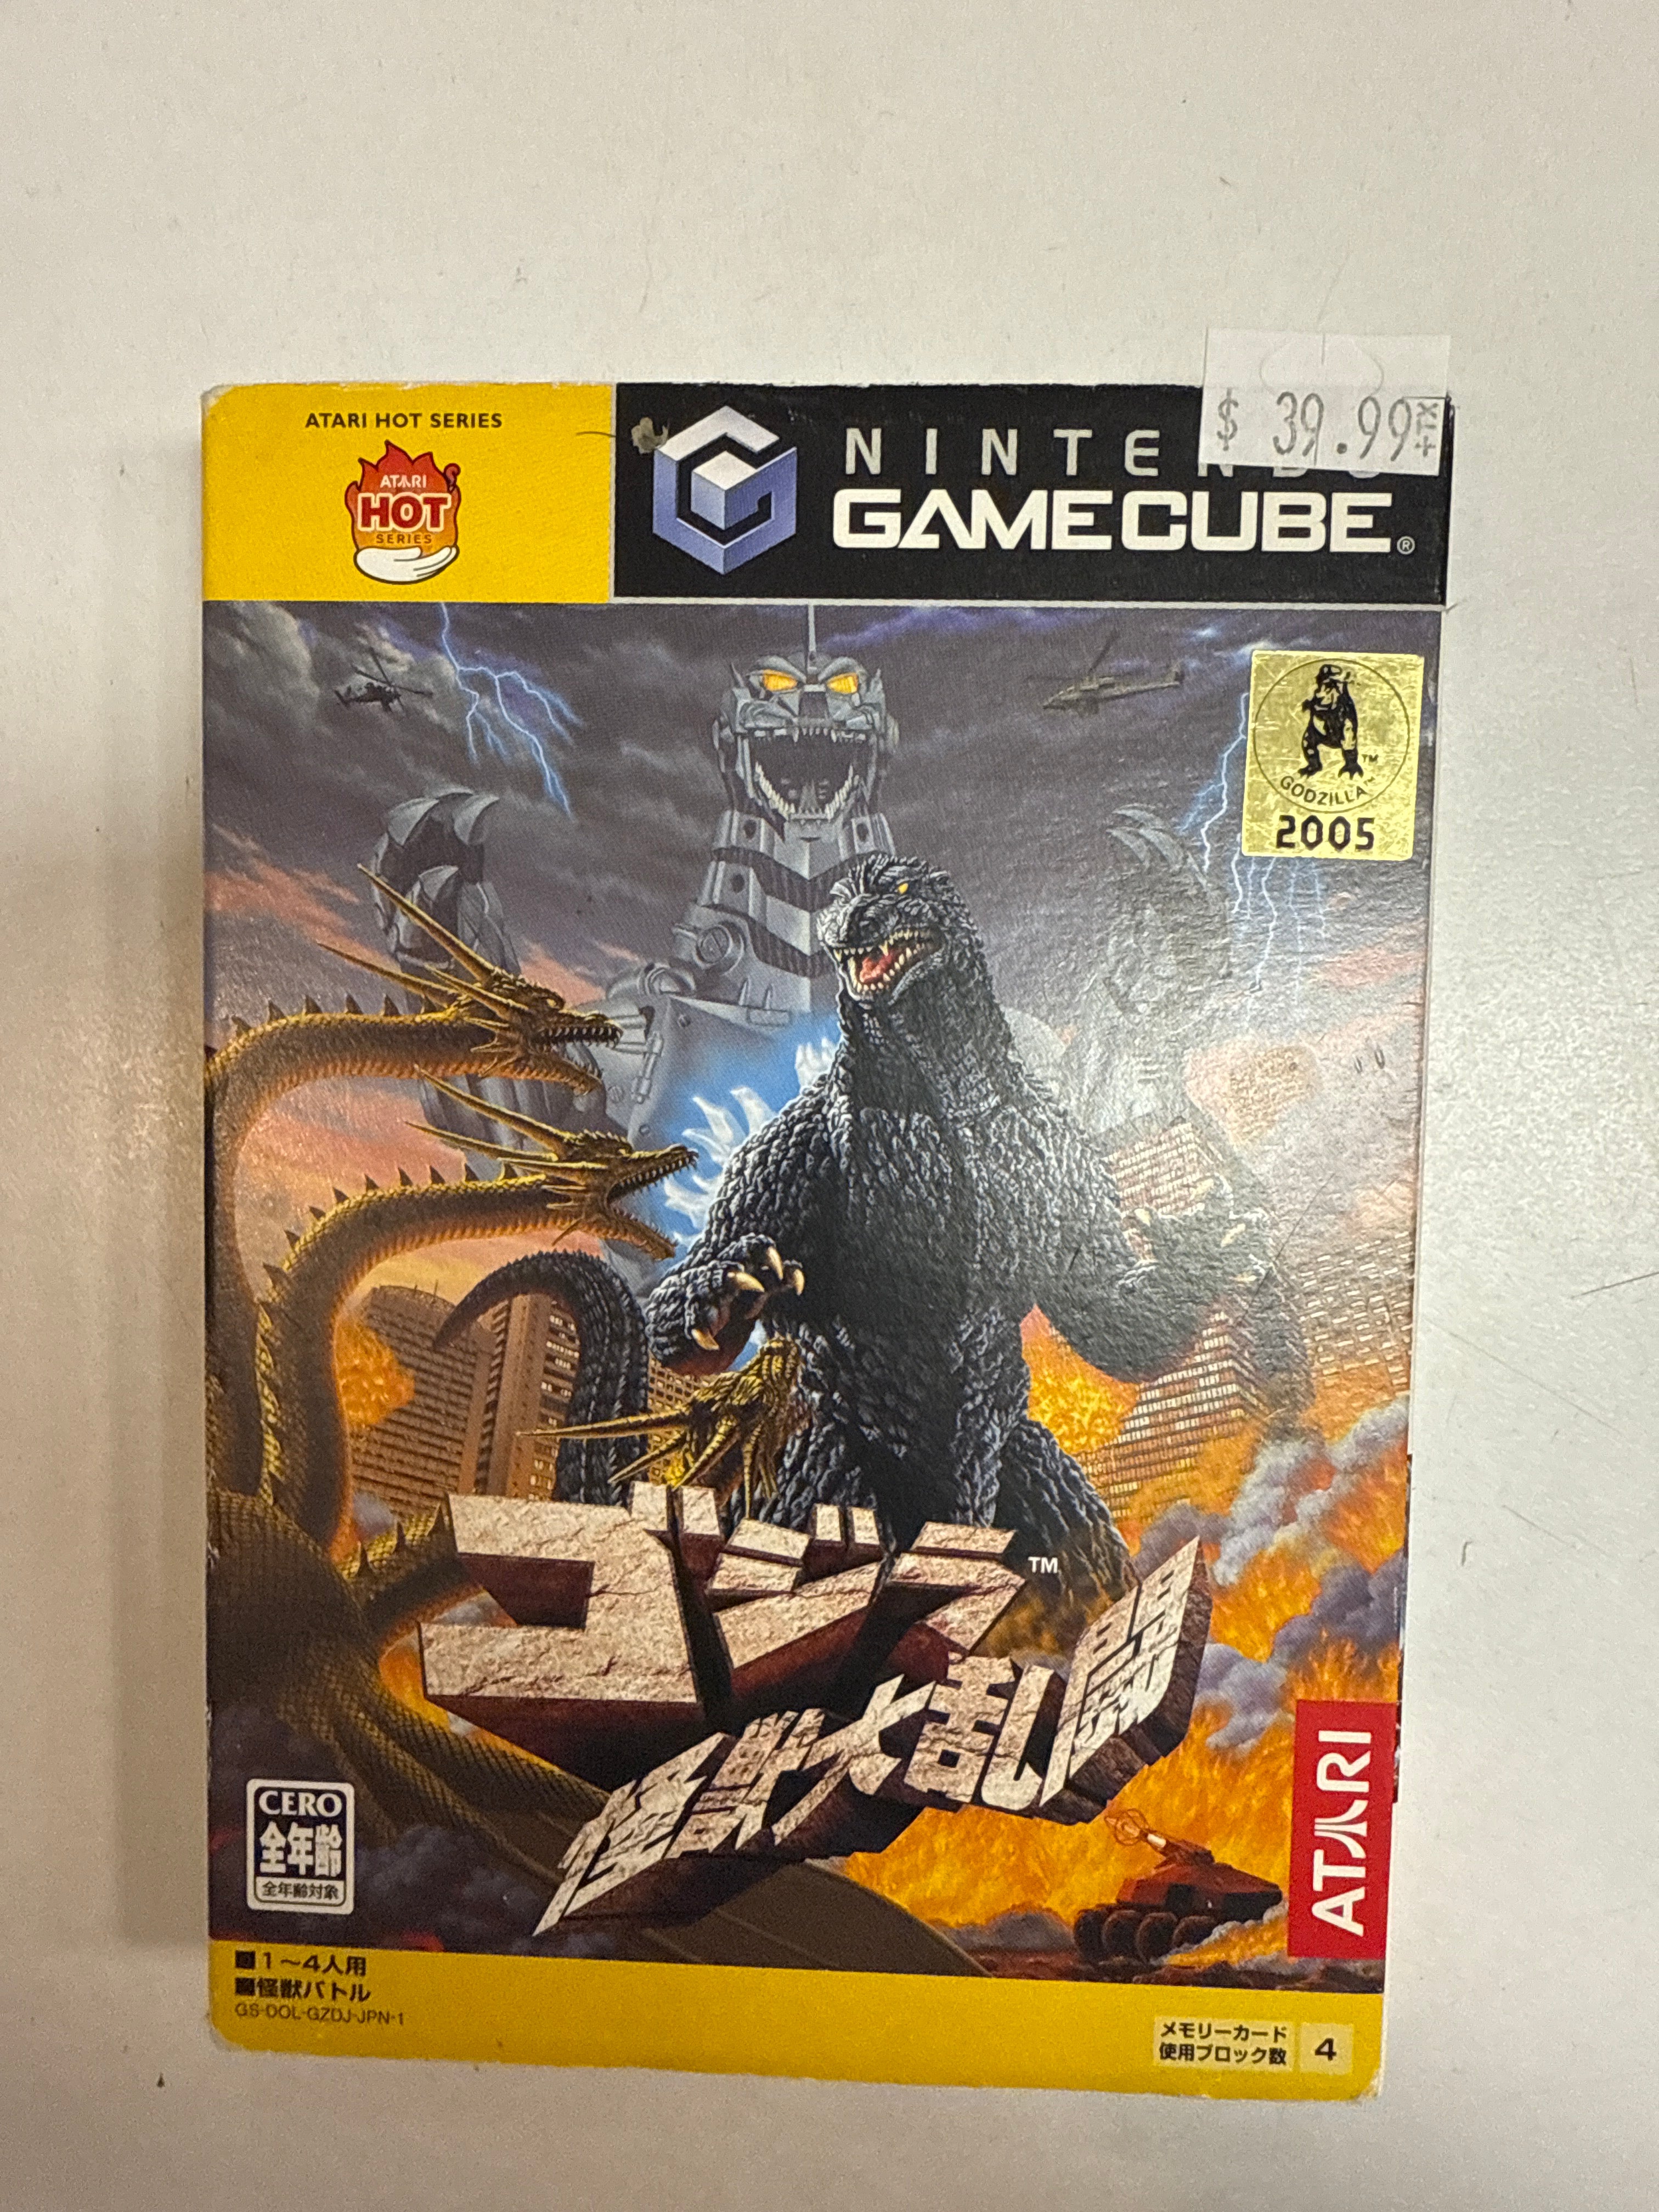 ATARI HOT SERIES
ATARI
HOT
SERIES
$ 39.99
NINTENDO
GAMECUBE®
GODZILLA™
2005
ゴジラ™
怪獣大乱闘
ATARI
CERO
全年齢
全年齢対象
■1～4人用
■怪獣バトル
GS-DOL-GZDJ-JPN-1
メモリーカード
使用ブロック数
4